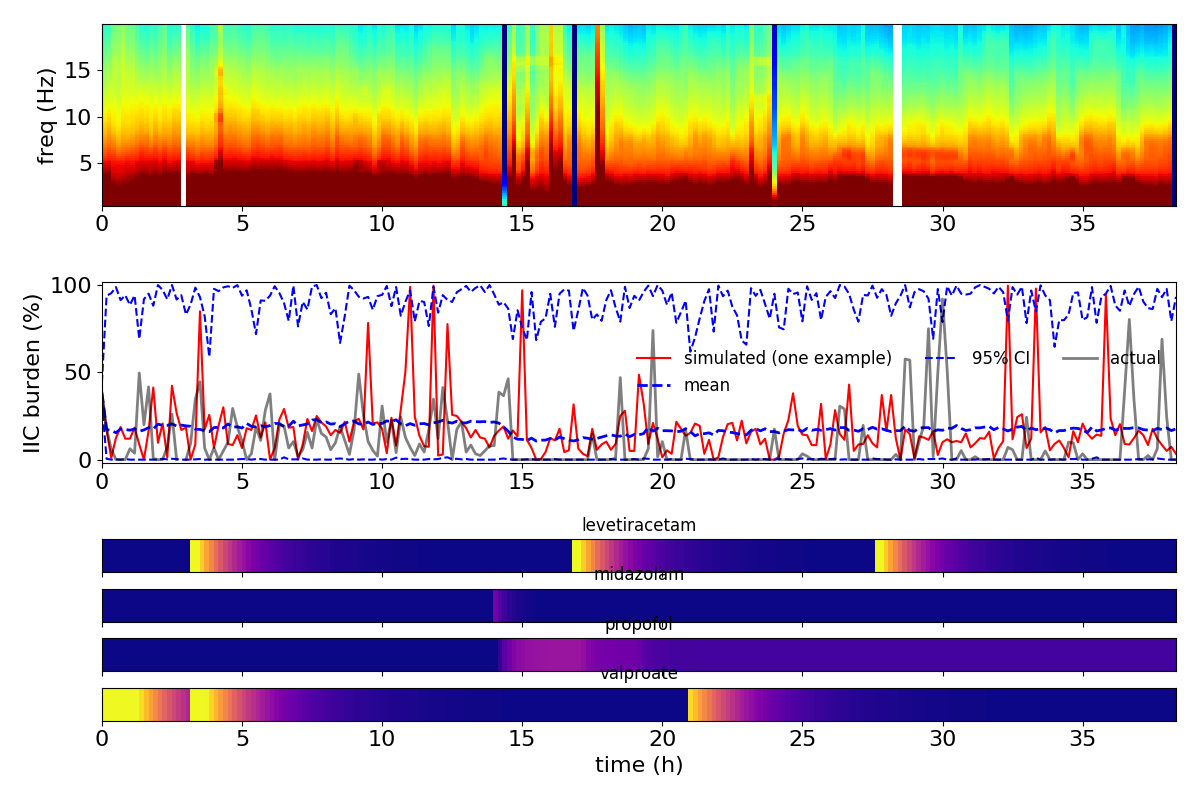 freq (Hz)
15
10
5
0 5 10 15 20 25 30 35
IIC burden (%)
100
50
0
simulated (one example) 95% CI actual
mean
0 5 10 15 20 25 30 35
levetiracetam
midazolam
propofol
valproate
0 5 10 15 20 25 30 35
time (h)